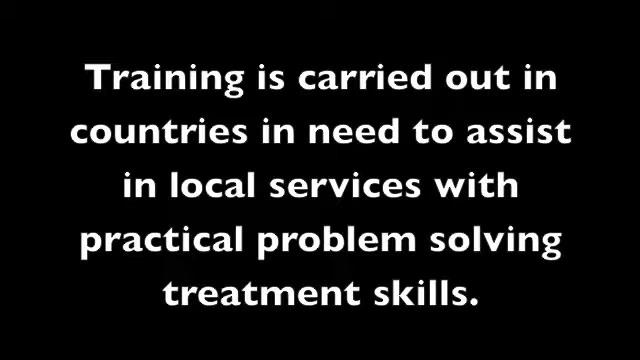 Training is carried out in
countries in need to assist
in local services with
practical problem solving
treatment skills.